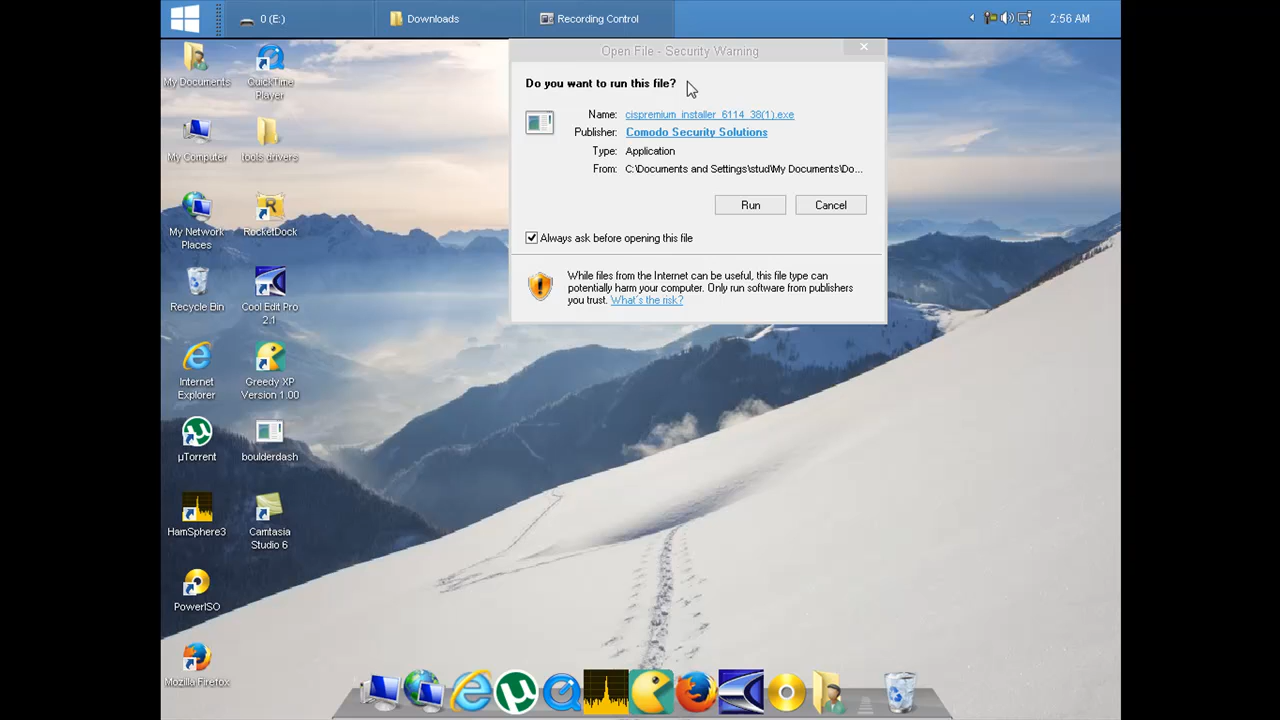 0 (E:)
Downloads
Recording Control
2:56 AM
Open File - Security Warning
Do you want to run this file?
Name: cispremium_installer_6114_38(1).exe
Publisher: Comodo Security Solutions
Type: Application
From: C:\Documents and Settings\stud\My Documents\Do...
Run
Cancel
Always ask before opening this file
While files from the Internet can be useful, this file type can
potentially harm your computer. Only run software from publishers
you trust. What's the risk?
My Documents
QuickTime
Player
My Computer
tools drivers
My Network
Places
RocketDock
Recycle Bin
Cool Edit Pro
2.1
Internet
Explorer
Greedy XP
Version 1.00
µTorrent
boulderdash
HamSphere3
Camtasia
Studio 6
PowerISO
Mozilla Firefox